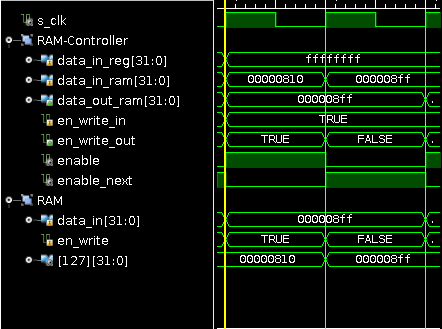 s_clk
RAM-Controller
data_in_reg[31:0] ffffffff
data_in_ram[31:0] 00000810 000008ff
data_out_ram[31:0] 000008ff
en_write_in TRUE
en_write_out TRUE FALSE
enable
enable_next
RAM
data_in[31:0] 000008ff
en_write TRUE FALSE
[127][31:0] 00000810 000008ff